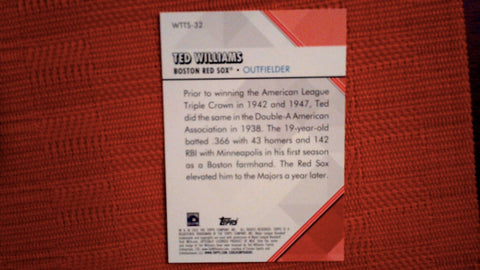 WTTS-32
TED WILLIAMS
BOSTON RED SOX® • OUTFIELDER
Prior to winning the American League
Triple Crown in 1942 and 1947, Ted
did the same in the Double-A American
Association in 1938. The 19-year-old
batted .366 with 43 homers and 142
RBI with Minneapolis in his first season
as a Boston farmhand. The Red Sox
elevated him to the Majors a year later.
Topps